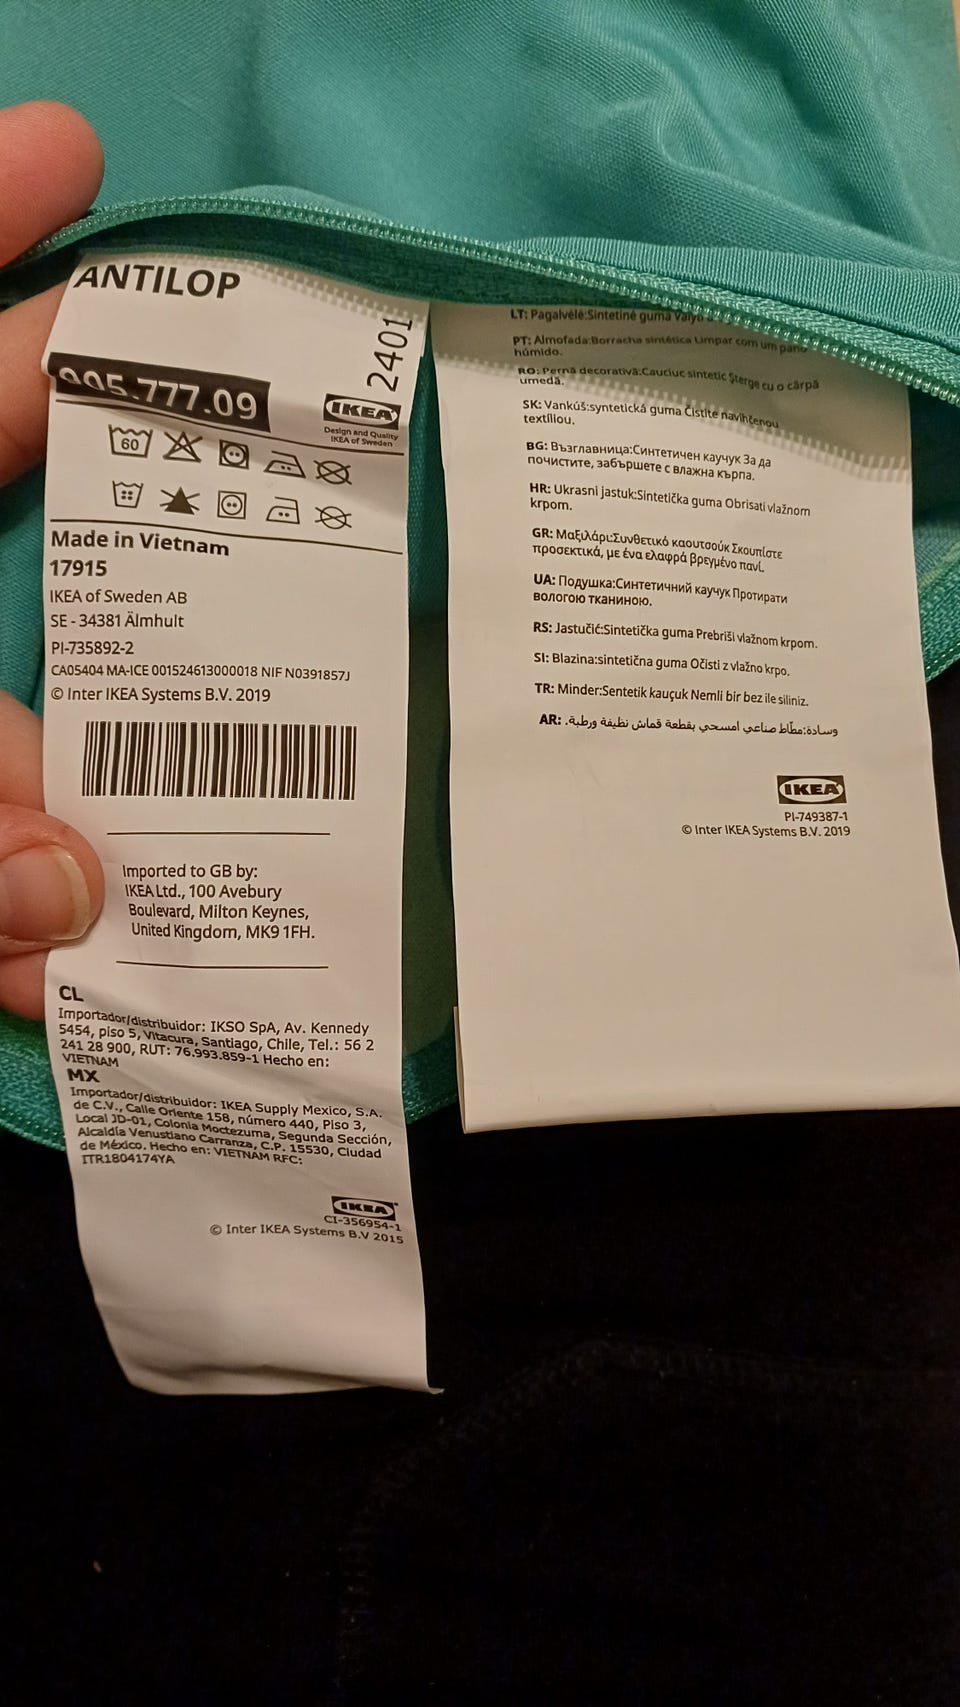 ANTILOP
2401
905.777.09
IKEA
Design and Quality
IKEA of Sweden
60
Made in Vietnam
17915
IKEA of Sweden AB
SE - 34381 Älmhult
PI-735892-2
CA05404 MA-ICE 001524613000018 NIF N0391857J
© Inter IKEA Systems B.V. 2019
Imported to GB by:
IKEA Ltd., 100 Avebury
Boulevard, Milton Keynes,
United Kingdom, MK9 1FH.
CL
Importador/distribuidor: IKSO SpA, Av. Kennedy
5454, piso 5, Vitacura, Santiago, Chile, Tel.: 56 2
241 28 900, RUT: 76.993.859-1 Hecho en:
VIETNAM
MX
Importador/distribuidor: IKEA Supply Mexico, S.A.
de C.V., Calle Oriente 158, número 440, Piso 3,
Local JD-01, Colonia Moctezuma, Segunda Sección,
Alcaldía Venustiano Carranza, C.P. 15530, Ciudad
de México. Hecho en: VIETNAM RFC:
ITR1804174YA
IKEA
CI-356954-1
© Inter IKEA Systems B.V 2015
LT: Pagalvėlė:Sintetinė guma
PT: Almofada:Borracha sintética Limpar com um pano
húmido.
RO: Pernă decorativă:Cauciuc sintetic Șterge cu o cârpă
umedă.
SK: Vankúš:syntetická guma Čistite navlhčenou
textíliou.
BG: Възглавница:Синтетичен каучук За да
почистите, забършете с влажна кърпа.
HR: Ukrasni jastuk:Sintetička guma Obrisati vlažnom
krpom.
GR: Μαξιλάρι:Συνθετικό καουτσούκ Σκουπίστε
προσεκτικά, με ένα ελαφρά βρεγμένο πανί.
UA: Подушка:Синтетичний каучук Протирати
вологою тканиною.
RS: Jastučić:Sintetička guma Prebriši vlažnom krpom.
SI: Blazina:sintetična guma Očisti z vlažno krpo.
TR: Minder:Sentetik kauçuk Nemli bir bez ile siliniz.
AR: وسادة:مطّاط صناعي امسحي بقطعة قماش نظيفة ورطبة.
IKEA
PI-749387-1
© Inter IKEA Systems B.V. 2019